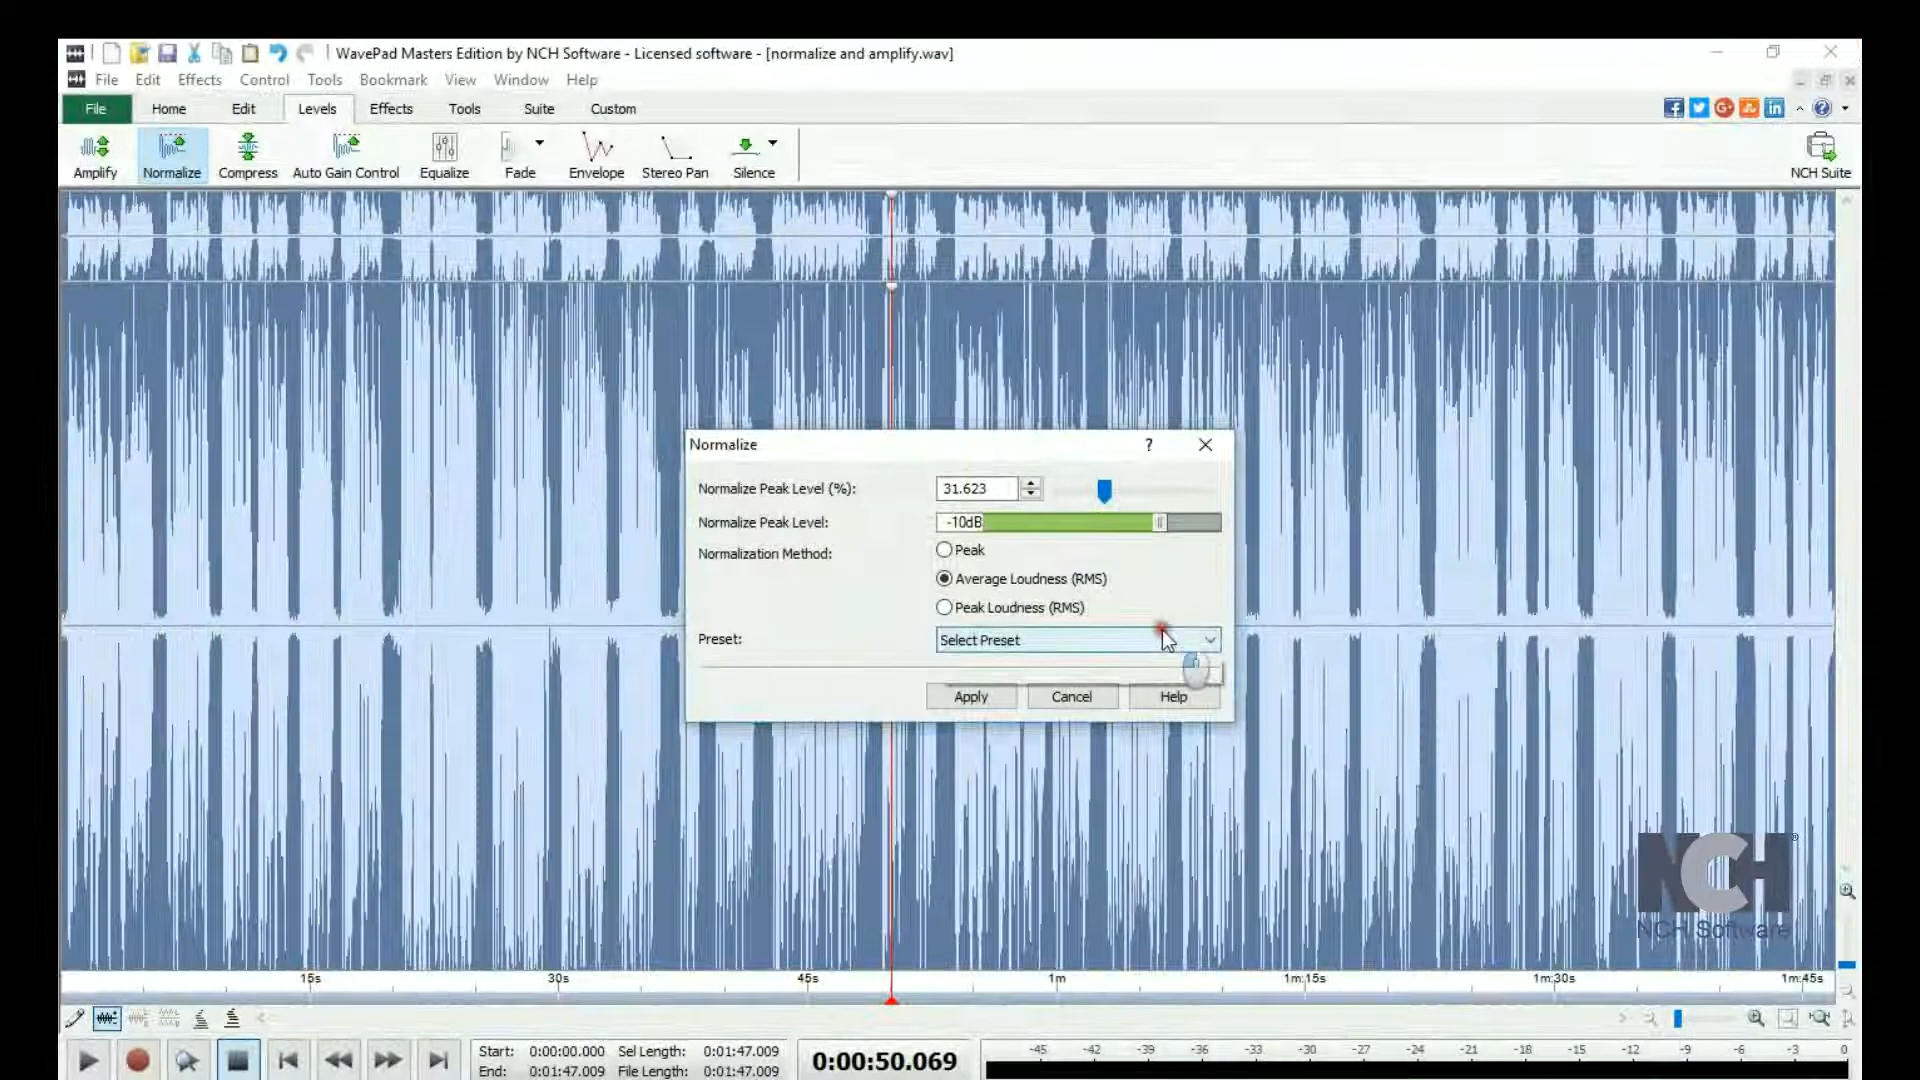 WavePad Masters Edition by NCH Software - Licensed software - [normalize and amplify.wav]
File Edit Effects Control Tools Bookmark View Window Help
File Home Edit Levels Effects Tools Suite Custom
Amplify Normalize Compress Auto Gain Control Equalize Fade Envelope Stereo Pan Silence NCH Suite
Normalize ?
Normalize Peak Level (%): 31.623
Normalize Peak Level: -10dB
Normalization Method: Peak
Average Loudness (RMS)
Peak Loudness (RMS)
Preset: Select Preset
Apply Cancel Help
NCH ®
NCH Software
15s 30s 45s 1m 1m:15s 1m:30s 1m:45s
Start: 0:00:00.000 Sel Length: 0:01:47.009
End: 0:01:47.009 File Length: 0:01:47.009
0:00:50.069
-45 -42 -39 -36 -33 -30 -27 -24 -21 -18 -15 -12 -9 -6 -3 0